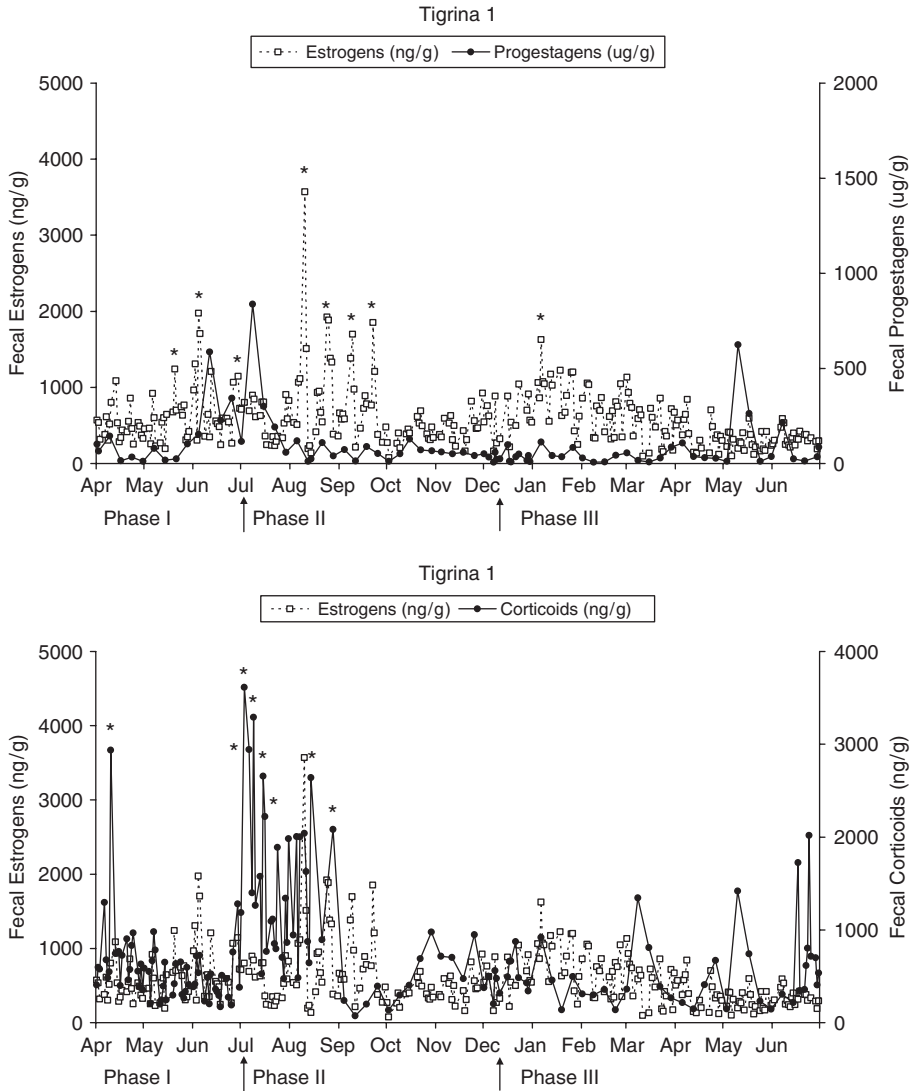 Tigrina 1
Estrogens (ng/g) Progestagens (ug/g)
5000 2000
4000
1500
3000
1000
2000
500
1000
0 0
Fecal Estrogens (ng/g)
Fecal Progestagens (ug/g)
* * * * * * * *
Apr May Jun Jul Aug Sep Oct Nov Dec Jan Feb Mar Apr May Jun
Phase I Phase II Phase III
Tigrina 1
Estrogens (ng/g) Corticoids (ng/g)
5000 4000
4000
3000
3000
2000
2000
1000
1000
0 0
Fecal Estrogens (ng/g)
Fecal Corticoids (ng/g)
* * * * * * * *
Apr May Jun Jul Aug Sep Oct Nov Dec Jan Feb Mar Apr May Jun
Phase I Phase II Phase III